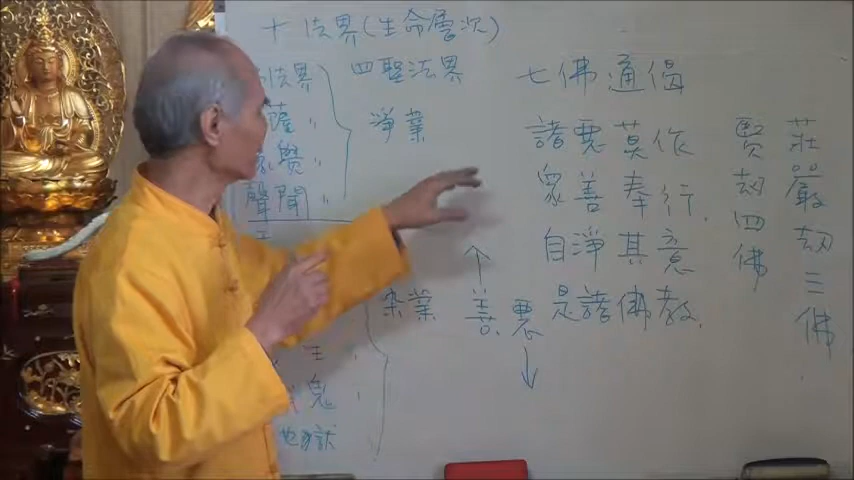 十法界(生命層次)
法界
薩
覺
聲聞
四聖法界
淨業
業
善 惡
鬼
地獄
七佛通偈
諸惡莫作
眾善奉行.
自淨其意
是諸佛教.
賢劫四佛
莊嚴劫三佛